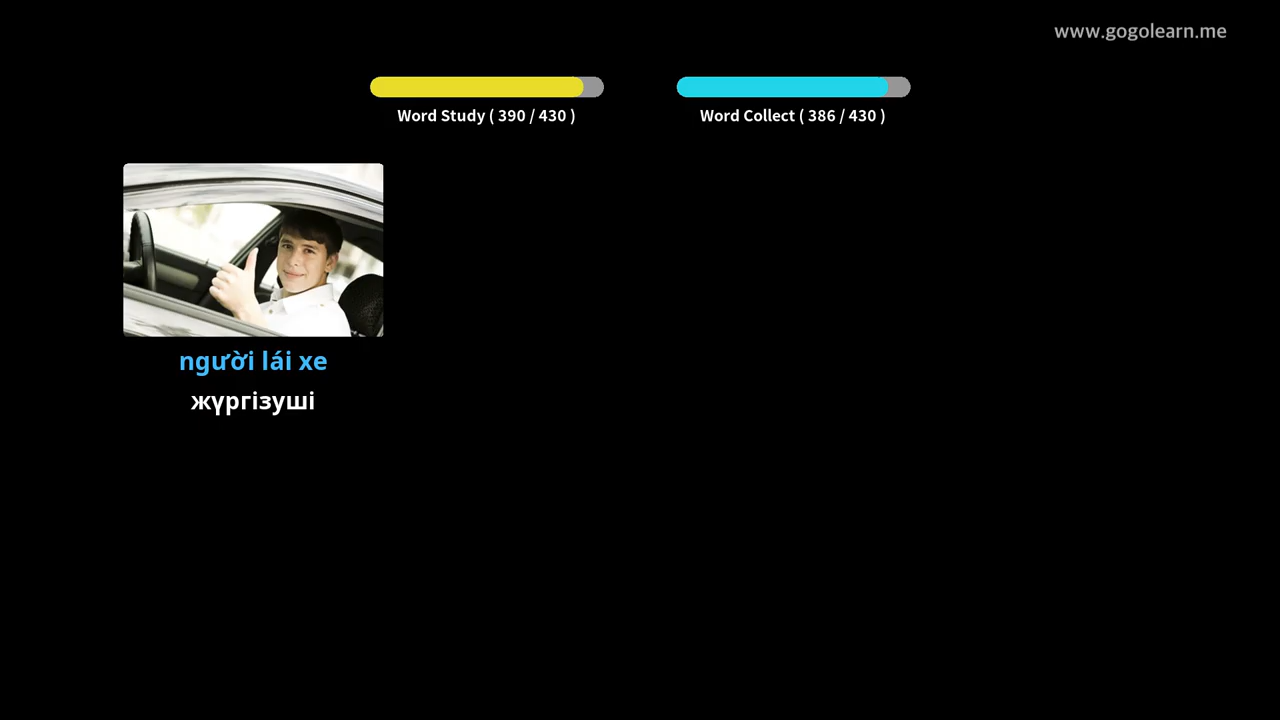 www.gogolearn.me
Word Study ( 390 / 430 )
Word Collect ( 386 / 430 )
người lái xe
жүргізуші